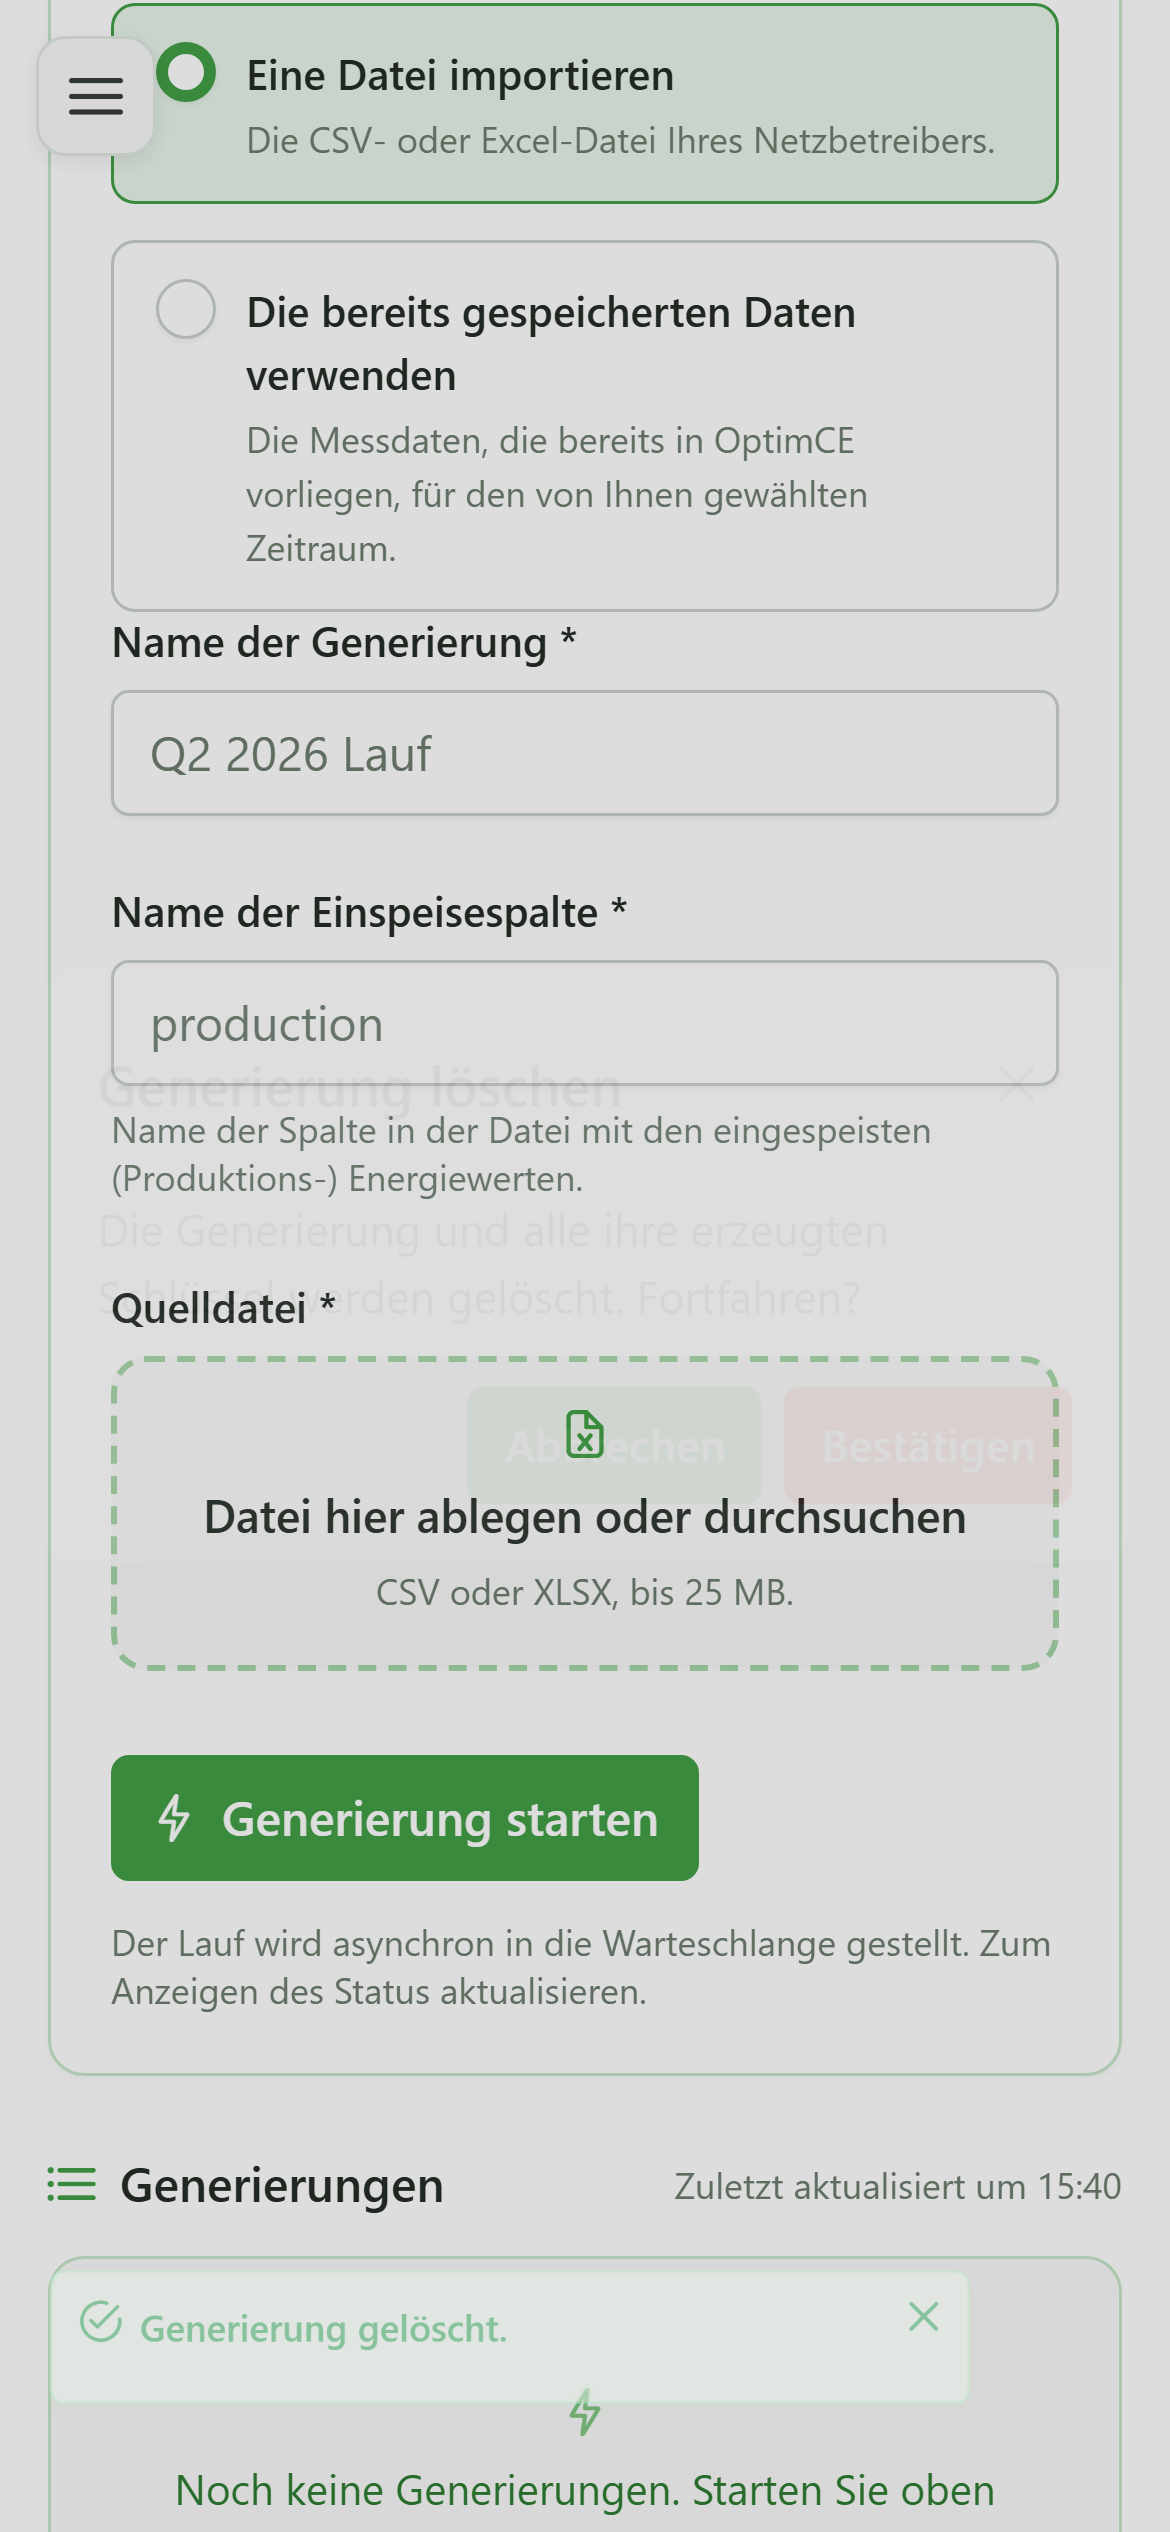 Eine Datei importieren
Die CSV- oder Excel-Datei Ihres Netzbetreibers.
Die bereits gespeicherten Daten
verwenden
Die Messdaten, die bereits in OptimCE
vorliegen, für den von Ihnen gewählten
Zeitraum.
Name der Generierung *
Q2 2026 Lauf
Name der Einspeisespalte *
production
Generierung löschen
Name der Spalte in der Datei mit den eingespeisten
(Produktions-) Energiewerten.
Die Generierung und alle ihre erzeugten
Schlüssel werden gelöscht. Fortfahren?
Quelldatei *
Abbrechen
Bestätigen
Datei hier ablegen oder durchsuchen
CSV oder XLSX, bis 25 MB.
Generierung starten
Der Lauf wird asynchron in die Warteschlange gestellt. Zum
Anzeigen des Status aktualisieren.
Generierungen
Zuletzt aktualisiert um 15:40
Generierung gelöscht.
Noch keine Generierungen. Starten Sie oben